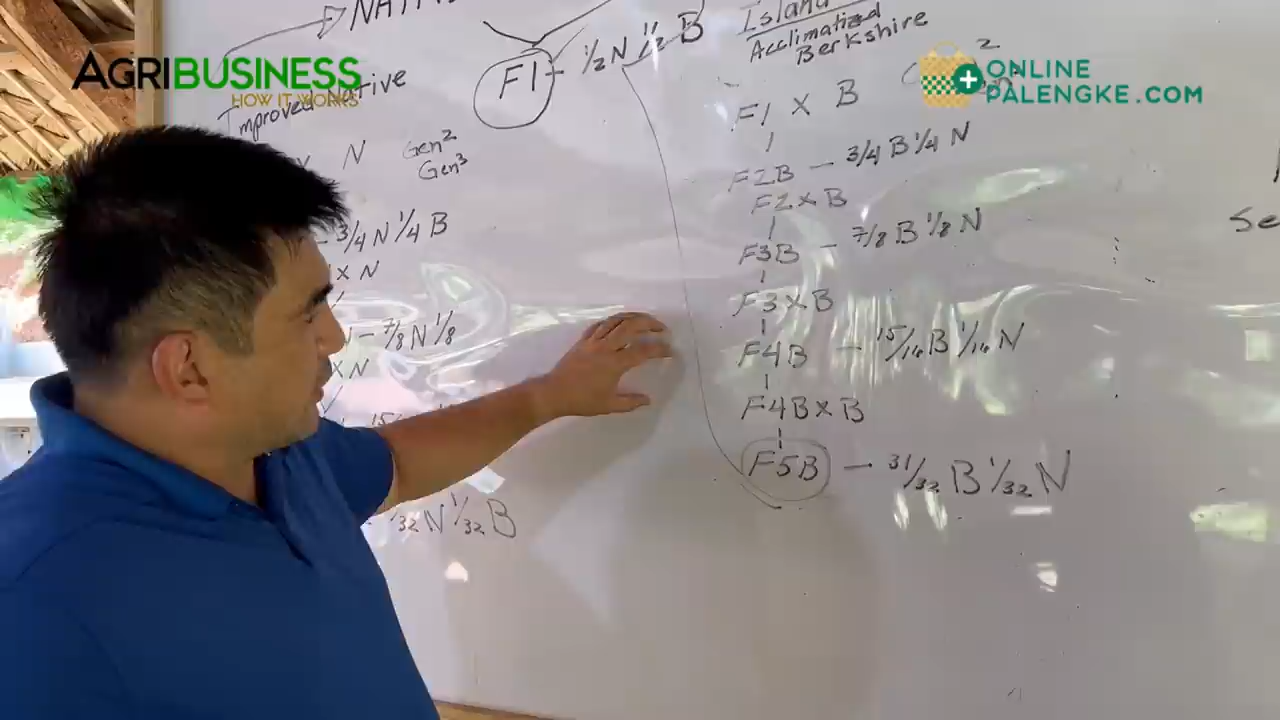 NATIVE
AGRIBUSINESS
HOW IT WORKS
Improved Native
N Gen²
Gen³
3/4 N 1/4 B
x N
7/8 N 1/8
x N
/32 N 1/32 B
F1 - 1/2 N 1/2 B
Island
Acclimatized
Berkshire
ONLINE
PALENGKE.COM
F1 x B
F2B - 3/4 B 1/4 N
F2 x B
F3B - 7/8 B 1/8 N
F3 x B
F4B - 15/16 B 1/16 N
F4B x B
F5B - 31/32 B 1/32 N
Se